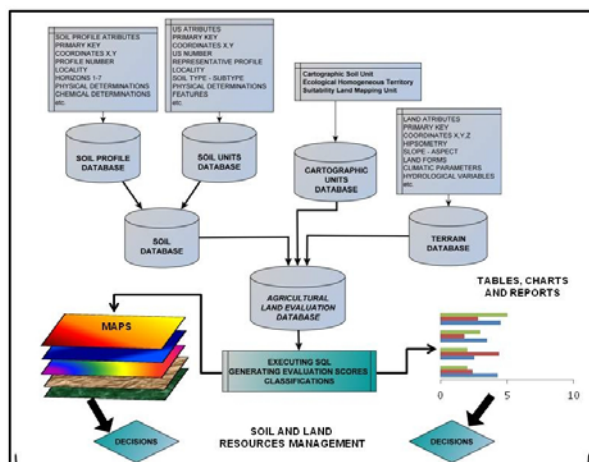 SOIL PROFILE ATRIBUTES
PRIMARY KEY
COORDINATES X,Y
PROFILE NUMBER
LOCALITY
HORIZONS 1-7
PHYSICAL DETERMINATIONS
CHEMICAL DETERMINATIONS
etc.
US ATRIBUTES
PRIMARY KEY
COORDINATES X,Y
US NUMBER
REPRESENTATIVE PROFILE
LOCALITY
SOIL TYPE - SUBTYPE
PHYSICAL DETERMINATIONS
FEATURES
etc.
Cartographic Soil Unit
Ecological Homogeneous Territory
Suitability Land Mapping Unit
LAND ATRIBUTES
PRIMARY KEY
COORDINATES X,Y,Z
HIPSOMETRY
SLOPE - ASPECT
LAND FORMS
CLIMATIC PARAMETERS
HYDROLOGICAL VARIABLES
etc.
SOIL PROFILE
DATABASE
SOIL UNITS
DATABASE
CARTOGRAPHIC
UNITS
DATABASE
SOIL
DATABASE
TERRAIN
DATABASE
AGRICULTURAL
LAND EVALUATION
DATABASE
TABLES, CHARTS
AND REPORTS
MAPS
EXECUTING SQL
GENERATING EVALUATION SCORES
CLASSIFICATIONS
0
5
10
DECISIONS
SOIL AND LAND
RESOURCES MANAGEMENT
DECISIONS